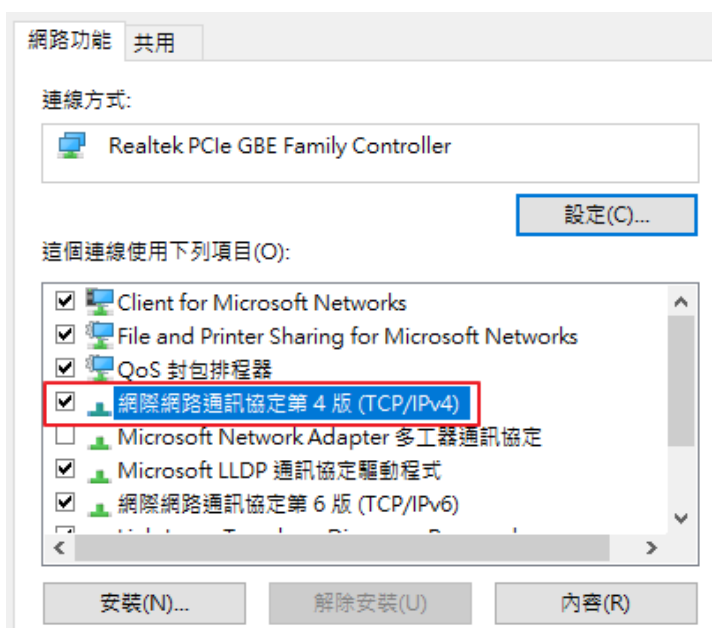 網路功能 共用
連線方式:
Realtek PCIe GBE Family Controller
設定(C)...
這個連線使用下列項目(O):
Client for Microsoft Networks
File and Printer Sharing for Microsoft Networks
QoS 封包排程器
網際網路通訊協定第 4 版 (TCP/IPv4)
Microsoft Network Adapter 多工器通訊協定
Microsoft LLDP 通訊協定驅動程式
網際網路通訊協定第 6 版 (TCP/IPv6)
安裝(N)... 解除安裝(U) 內容(R)